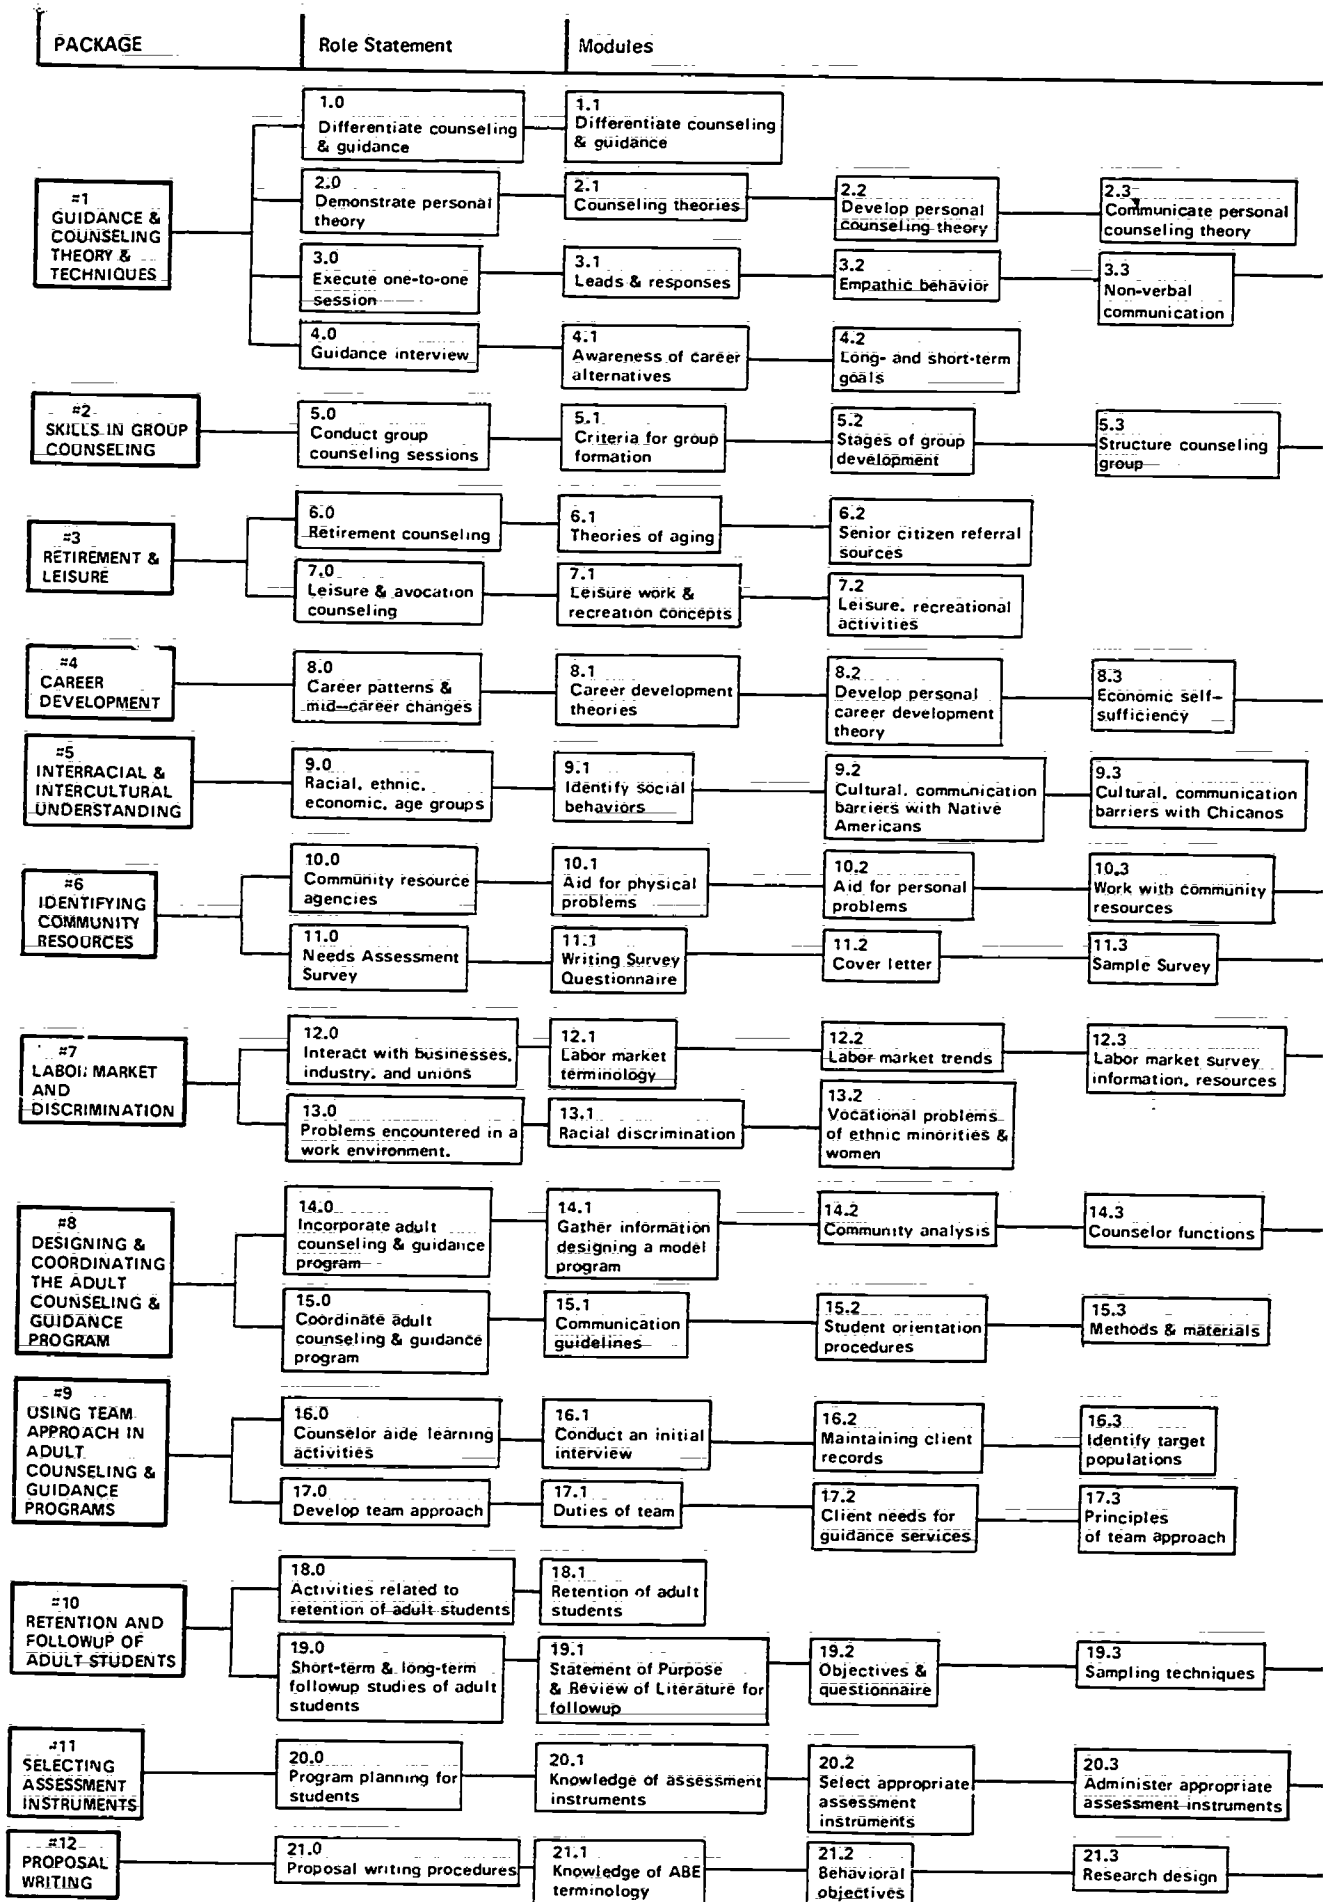 PACKAGE
Role Statement
Modules
#1
GUIDANCE &
COUNSELING
THEORY &
TECHNIQUES
1.0
Differentiate counseling
& guidance
1.1
Differentiate counseling
& guidance
2.0
Demonstrate personal
theory
2.1
Counseling theories
2.2
Develop personal
counseling theory
2.3
Communicate personal
counseling theory
3.0
Execute one-to-one
session
3.1
Leads & responses
3.2
Empathic behavior
3.3
Non-verbal
communication
4.0
Guidance interview
4.1
Awareness of career
alternatives
4.2
Long- and short-term
goals
#2
SKILLS IN GROUP
COUNSELING
5.0
Conduct group
counseling sessions
5.1
Criteria for group
formation
5.2
Stages of group
development
5.3
Structure counseling
group
#3
RETIREMENT &
LEISURE
6.0
Retirement counseling
6.1
Theories of aging
6.2
Senior citizen referral
sources
7.0
Leisure & avocation
counseling
7.1
Leisure work &
recreation concepts
7.2
Leisure, recreational
activities
#4
CAREER
DEVELOPMENT
8.0
Career patterns &
mid-career changes
8.1
Career development
theories
8.2
Develop personal
career development
theory
8.3
Economic self-
sufficiency
#5
INTERRACIAL &
INTERCULTURAL
UNDERSTANDING
9.0
Racial, ethnic,
economic, age groups
9.1
Identify social
behaviors
9.2
Cultural, communication
barriers with Native
Americans
9.3
Cultural, communication
barriers with Chicanos
#6
IDENTIFYING
COMMUNITY
RESOURCES
10.0
Community resource
agencies
10.1
Aid for physical
problems
10.2
Aid for personal
problems
10.3
Work with community
resources
11.0
Needs Assessment
Survey
11.1
Writing Survey
Questionnaire
11.2
Cover letter
11.3
Sample Survey
#7
LABOR MARKET
AND
DISCRIMINATION
12.0
Interact with businesses,
industry, and unions
12.1
Labor market
terminology
12.2
Labor market trends
12.3
Labor market survey
information, resources
13.0
Problems encountered in a
work environment.
13.1
Racial discrimination
13.2
Vocational problems
of ethnic minorities &
women
#8
DESIGNING &
COORDINATING
THE ADULT
COUNSELING &
GUIDANCE
PROGRAM
14.0
Incorporate adult
counseling & guidance
program
14.1
Gather information
designing a model
program
14.2
Community analysis
14.3
Counselor functions
15.0
Coordinate adult
counseling & guidance
program
15.1
Communication
guidelines
15.2
Student orientation
procedures
15.3
Methods & materials
#9
USING TEAM
APPROACH IN
ADULT
COUNSELING &
GUIDANCE
PROGRAMS
16.0
Counselor aide learning
activities
16.1
Conduct an initial
interview
16.2
Maintaining client
records
16.3
Identify target
populations
17.0
Develop team approach
17.1
Duties of team
17.2
Client needs for
guidance services
17.3
Principles
of team approach
#10
RETENTION AND
FOLLOWUP OF
ADULT STUDENTS
18.0
Activities related to
retention of adult students
18.1
Retention of adult
students
19.0
Short-term & long-term
followup studies of adult
students
19.1
Statement of Purpose
& Review of Literature for
followup
19.2
Objectives &
questionnaire
19.3
Sampling techniques
#11
SELECTING
ASSESSMENT
INSTRUMENTS
20.0
Program planning for
students
20.1
Knowledge of assessment
instruments
20.2
Select appropriate
assessment
instruments
20.3
Administer appropriate
assessment instruments
#12
PROPOSAL
WRITING
21.0
Proposal writing procedures
21.1
Knowledge of ABE
terminology
21.2
Behavioral
objectives
21.3
Research design